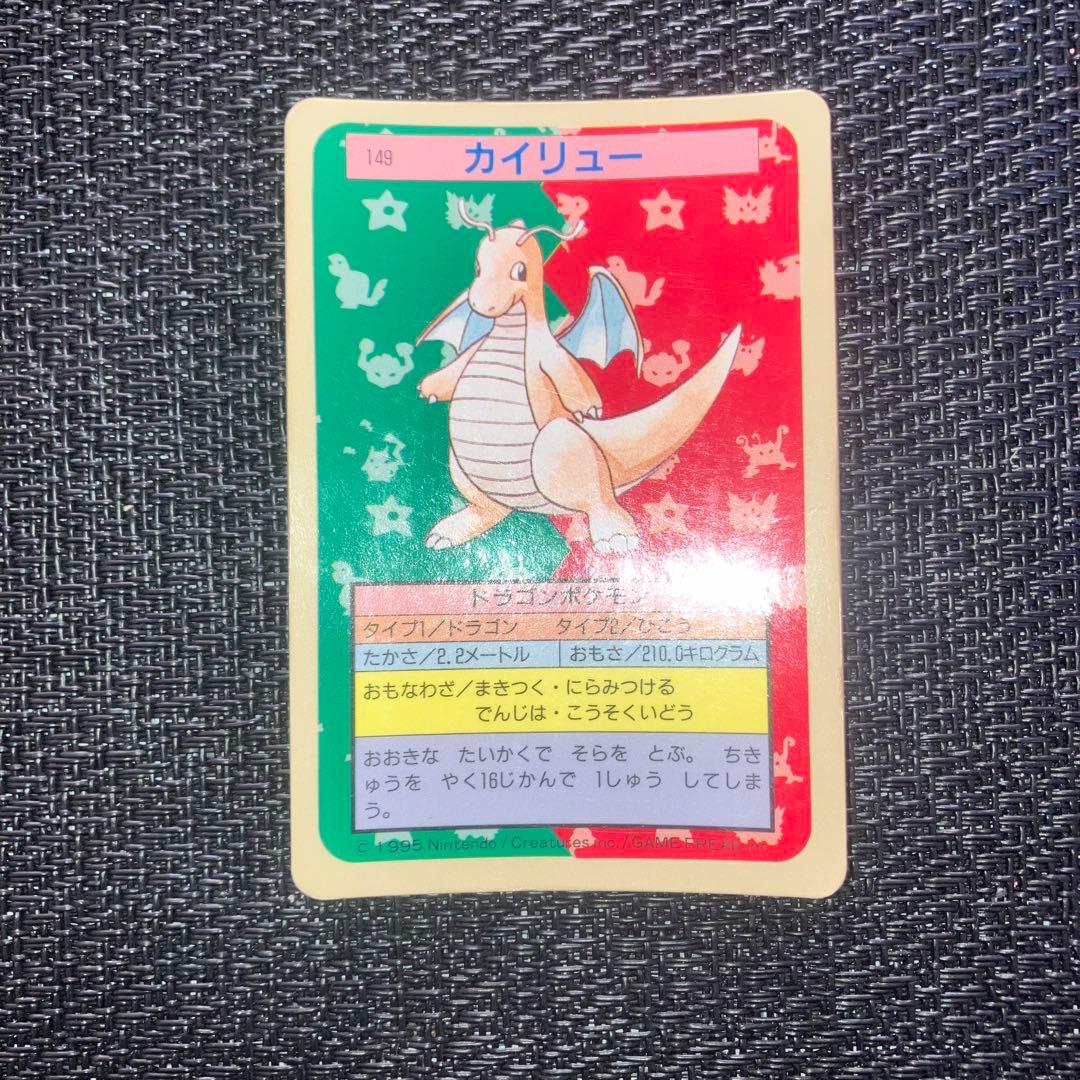 149 カイリュー
ドラゴンポケモン
タイプ1/ドラゴン タイプ2/ひこう
たかさ/2.2メートル おもさ/210.0キログラム
おもなわざ/まきつく・にらみつける
でんじは・こうそくいどう
おおきな たいかくで そらを とぶ。 ちき
ゅうを やく16じかんで 1しゅう してしま
う。
© 1995 Nintendo/Creatures inc./GAME FREAK inc.